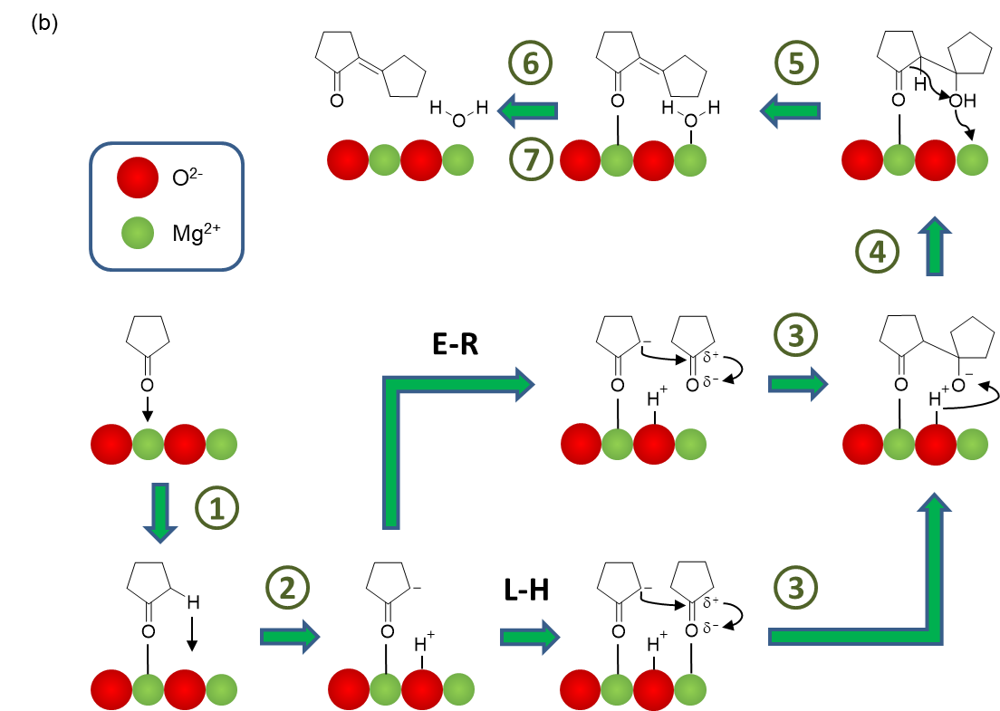 (b)
O²⁻
Mg²⁺
O
H
O
H
⑥
⑦
O
H
O
H
⑤
O
H
OH
④
O
①
H
O
②
−
O
H⁺
E-R
−
O
H⁺
O
δ⁺
δ⁻
③
O
H⁺
O
−
L-H
−
O
H⁺
O
δ⁺
δ⁻
③